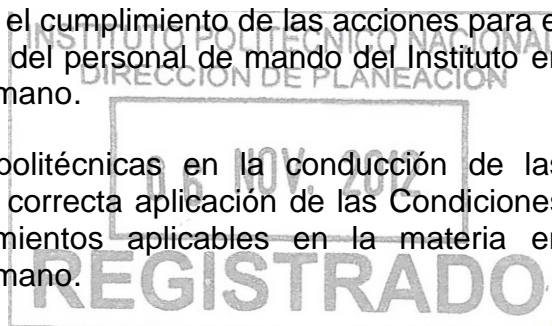 el cumplimiento de las acciones para e
INSTITUTO POLITECNICO NACIONAL
del personal de mando del Instituto en
DIRECCION DE PLANEACION
mano.
politécnicas en la conducción de las
06 NOV. 2012
correcta aplicación de las Condiciones
mientos aplicables en la materia en
mano.
REGISTRADO